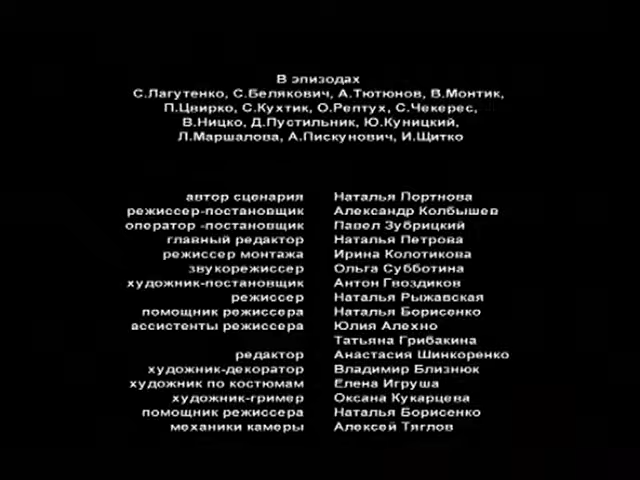 В эпизодах
С.Лагутенко, С.Белякович, А.Тютюнов, В.Монтик,
П.Цвирко, С.Кухтик, О.Рептух, С.Чекерес,
В.Ницко, Д.Пустильник, Ю.Куницкий,
Л.Маршалова, А.Пискунович, И.Щитко
автор сценария Наталья Портнова
режиссер-постановщик Александр Колбышев
оператор -постановщик Павел Зубрицкий
главный редактор Наталья Петрова
режиссер монтажа Ирина Колотикова
звукорежиссер Ольга Субботина
художник-постановщик Антон Гвоздиков
режиссер Наталья Рыжавская
помощник режиссера Наталья Борисенко
ассистенты режиссера Юлия Алехно
Татьяна Грибакина
редактор Анастасия Шинкоренко
художник-декоратор Владимир Близнюк
художник по костюмам Елена Игруша
художник-гример Оксана Кукарцева
помощник режиссера Наталья Борисенко
механики камеры Алексей Тяглов